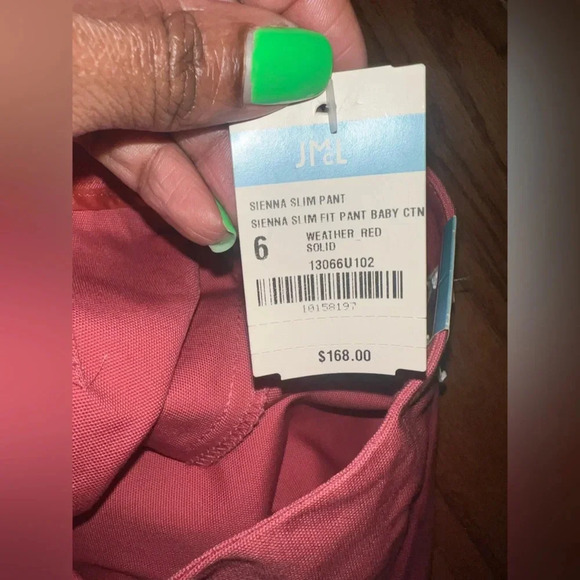 JMcL
SIENNA SLIM PANT
SIENNA SLIM FIT PANT BABY CTN
6 WEATHER RED
SOLID
13066U102
10158197
$168.00